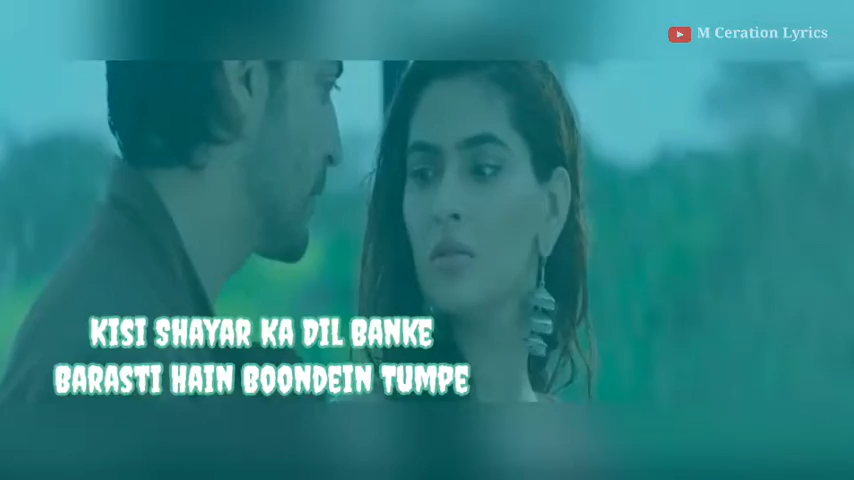 M Ceration Lyrics
KISI SHAYAR KA DIL BANKE
BARASTI HAIN BOONDEIN TUMPE